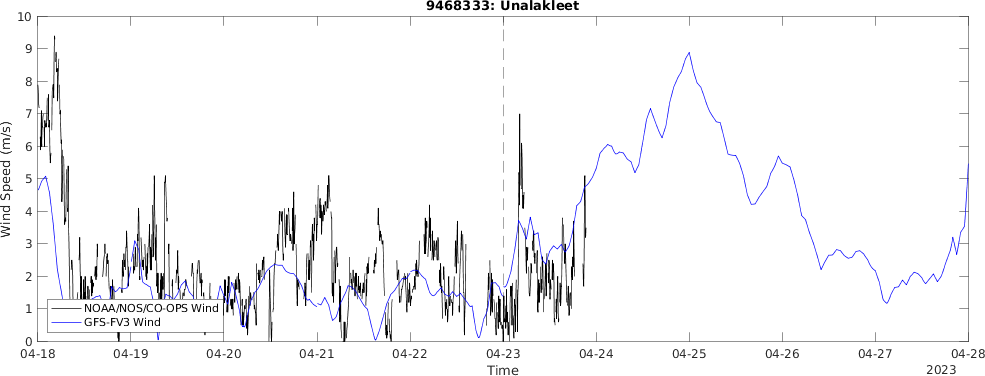 9468333: Unalakleet
10
9
8
7
6
5
4
3
2
1
0
Wind Speed (m/s)
NOAA/NOS/CO-OPS Wind
GFS-FV3 Wind
04-18 04-19 04-20 04-21 04-22 04-23 04-24 04-25 04-26 04-27 04-28
Time
2023